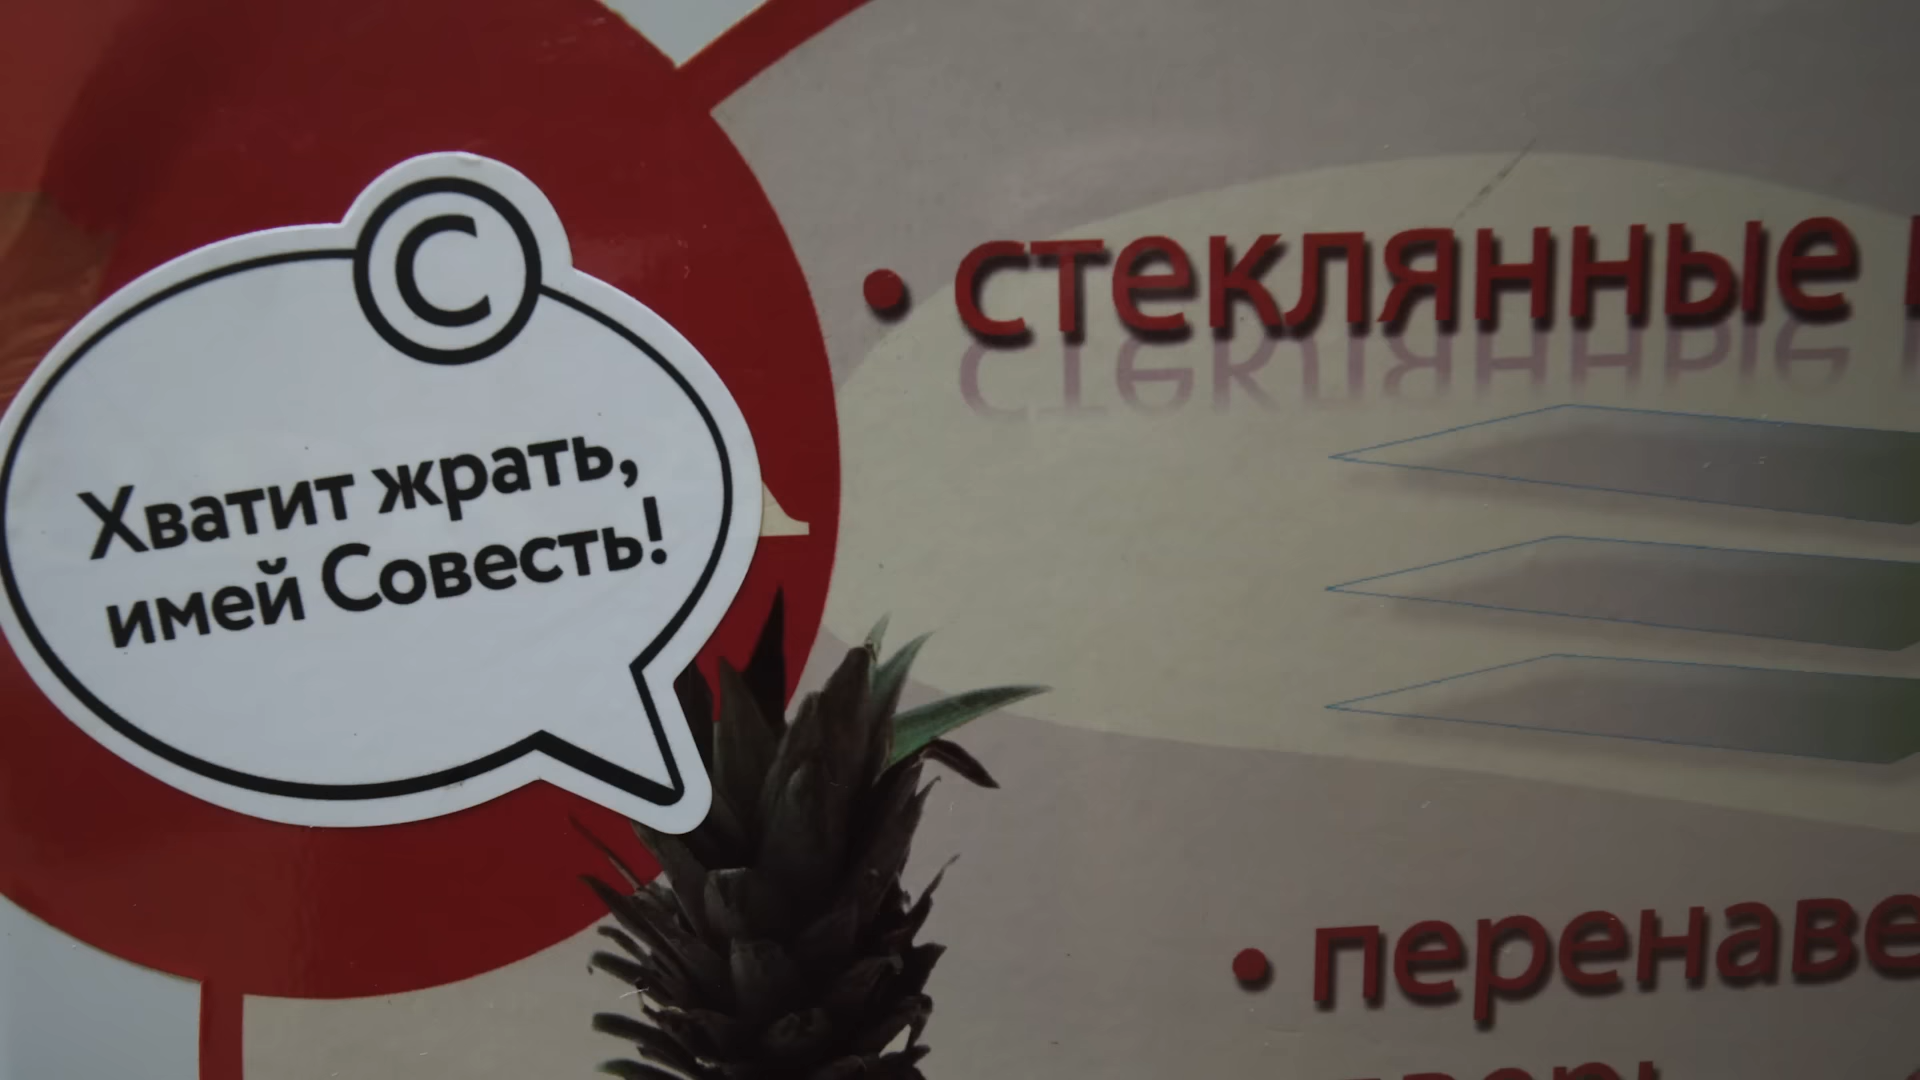 С
Хватит жрать,
имей Совесть!
• стеклянные
• перенаве